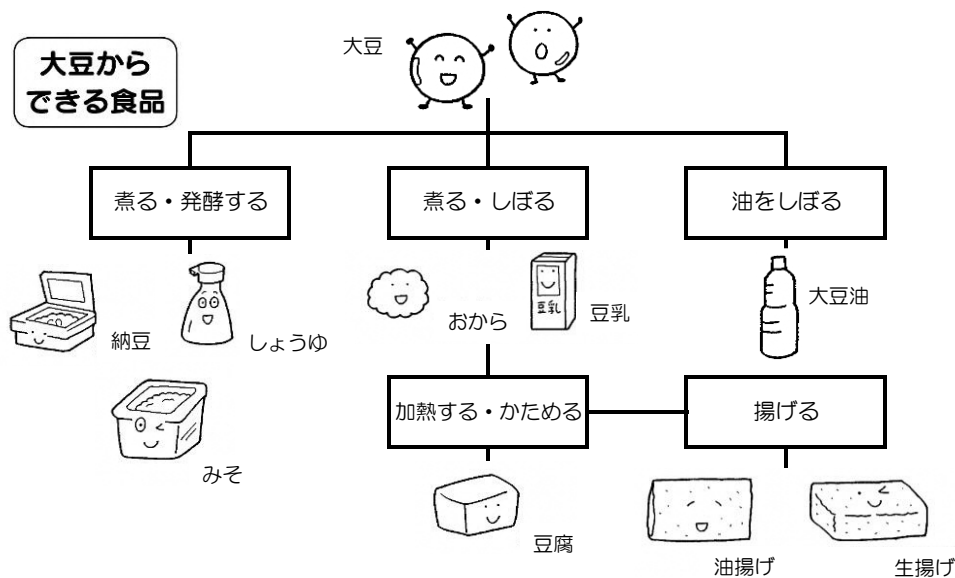 大豆から
できる食品
大豆
煮る・発酵する
煮る・しぼる
油をしぼる
納豆
しょうゆ
みそ
おから
豆乳
豆乳
大豆油
加熱する・かためる
揚げる
豆腐
油揚げ
生揚げ